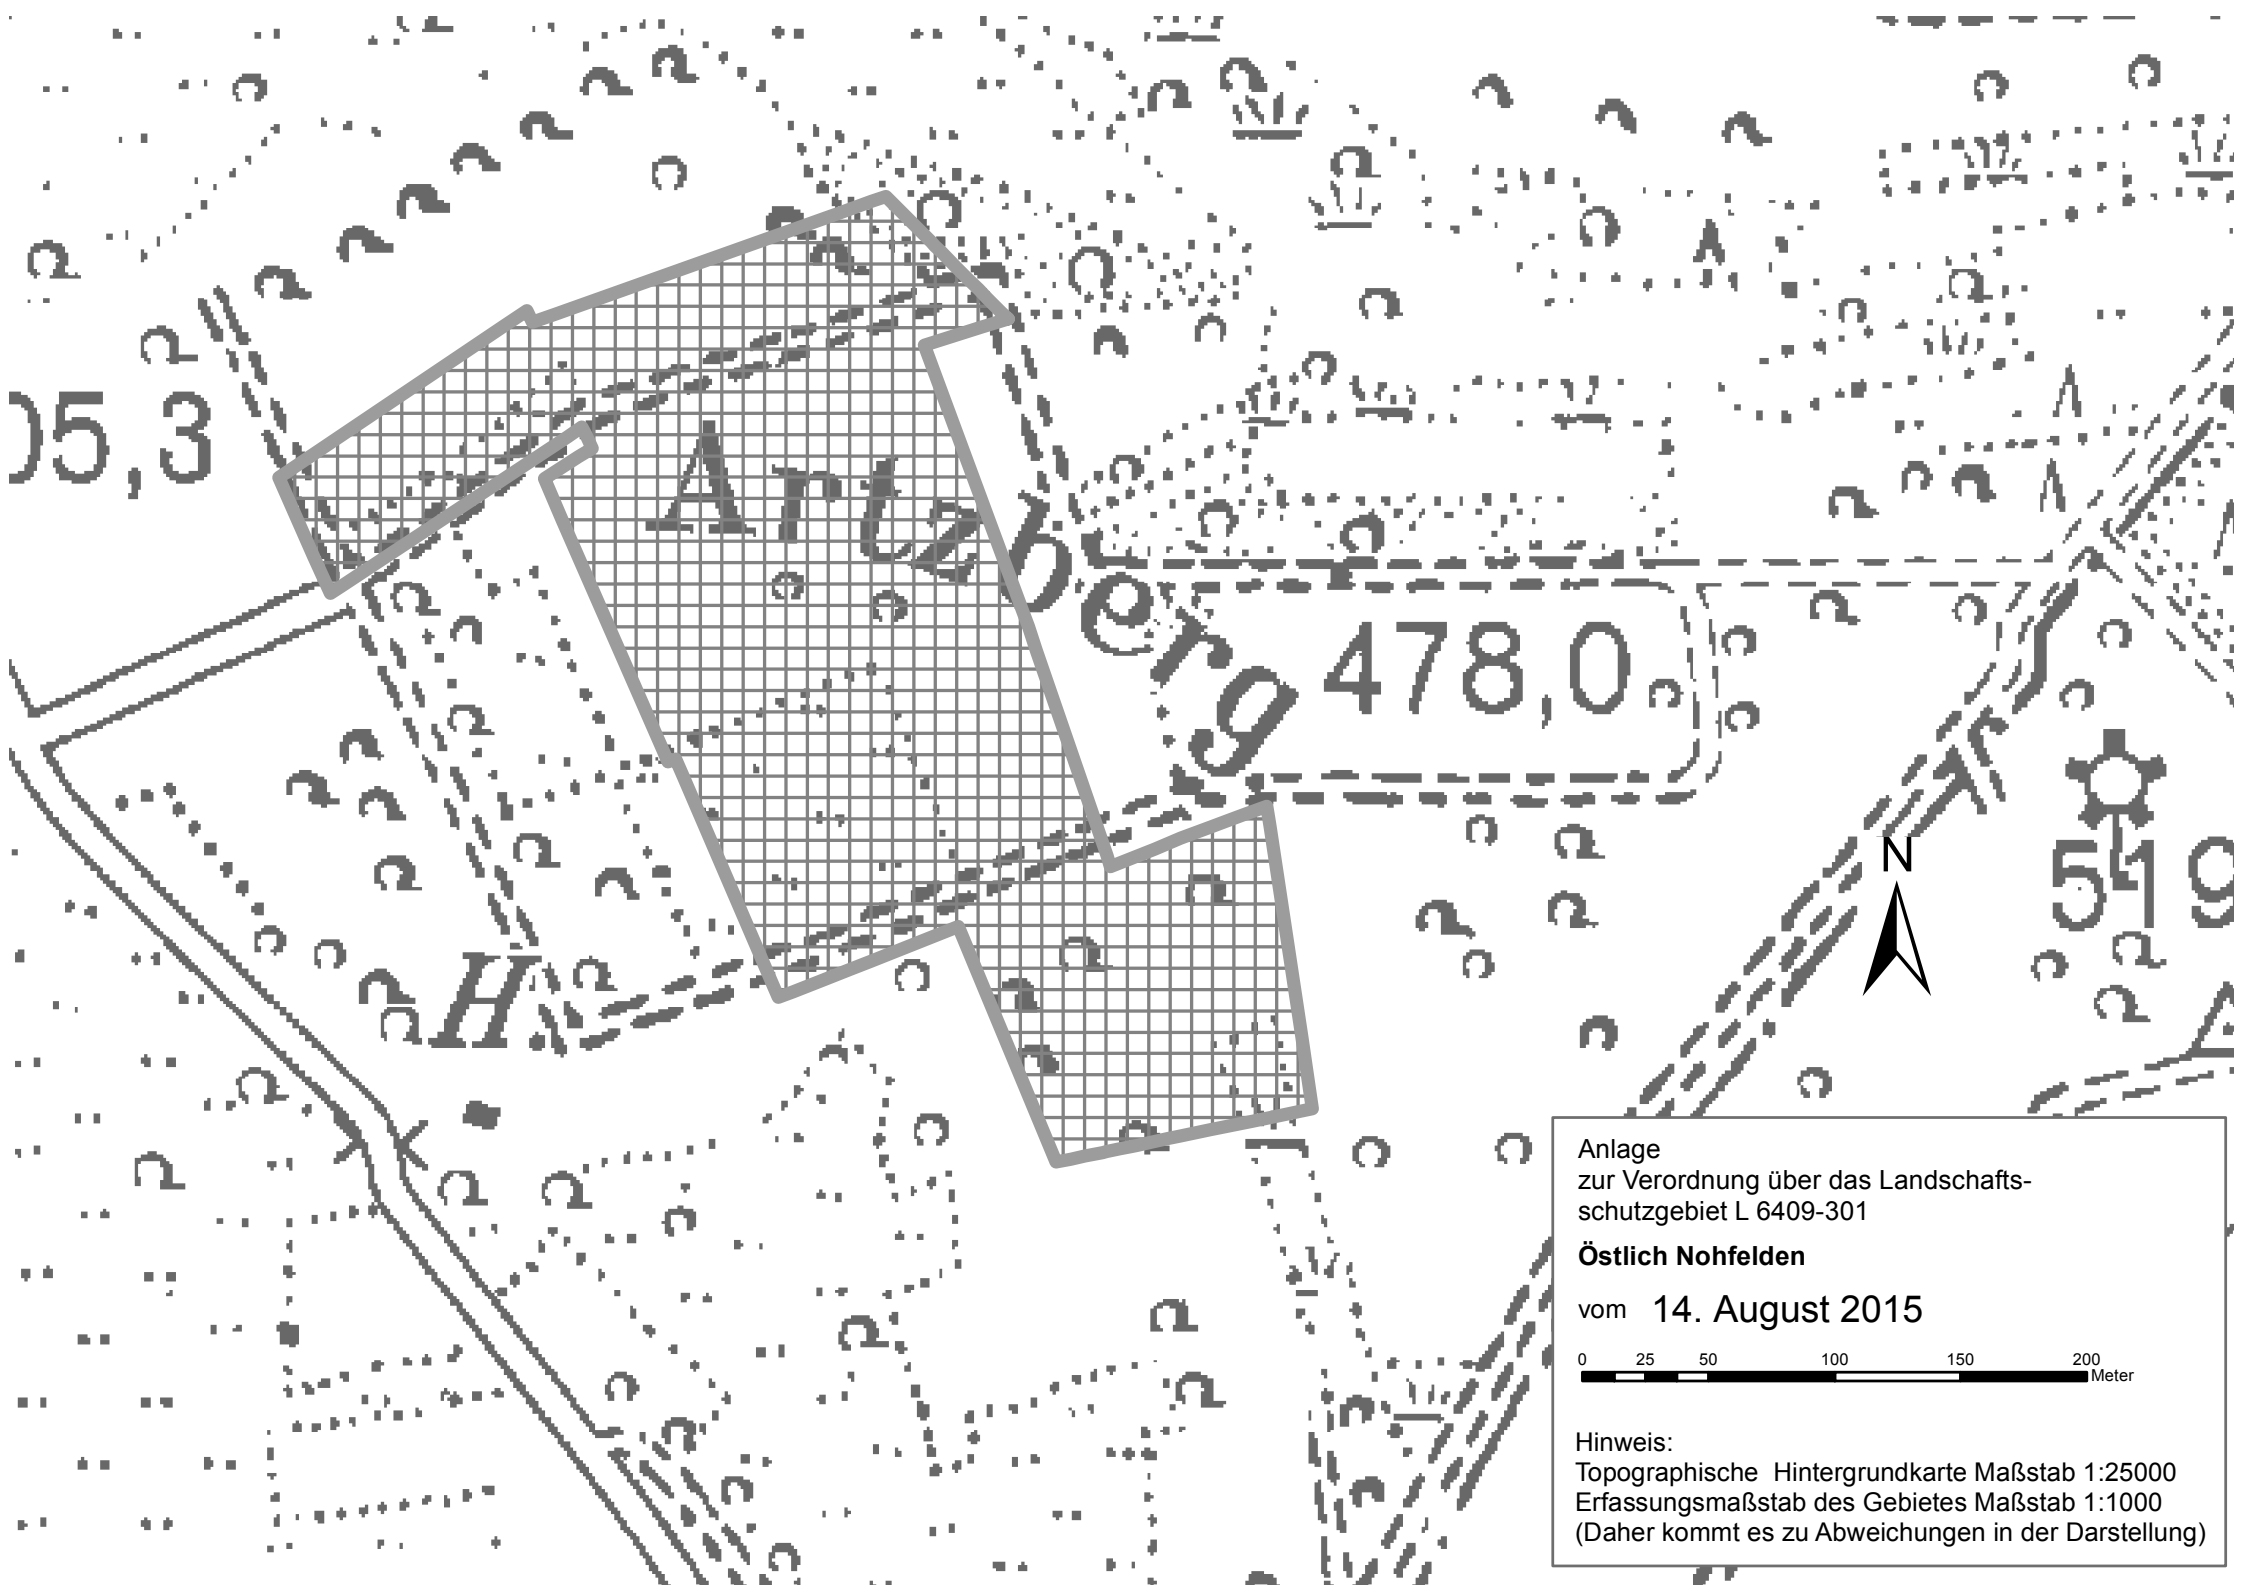 05,3
Artzberg
478,0
N
519
H.
Anlage
zur Verordnung über das Landschafts-
schutzgebiet L 6409-301
Östlich Nohfelden
vom 14. August 2015
0 25 50 100 150 200
Meter
Hinweis:
Topographische Hintergrundkarte Maßstab 1:25000
Erfassungsmaßstab des Gebietes Maßstab 1:1000
(Daher kommt es zu Abweichungen in der Darstellung)